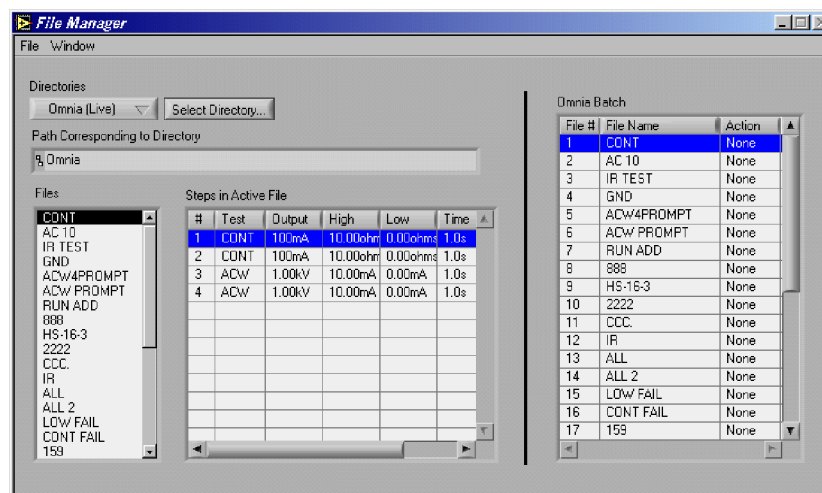 File Manager
File Window
Directories
Omnia (Live) Select Directory...
Path Corresponding to Directory
Omnia
Files
CONT
AC 10
IR TEST
GND
ACW4PROMPT
ACW PROMPT
RUN ADD
888
HS-16-3
2222
CCC.
IR
ALL
ALL 2
LOW FAIL
CONT FAIL
159
Steps in Active File
# Test Output High Low Time
1 CONT 100mA 10.00ohm 0.00ohms 1.0s
2 CONT 100mA 10.00ohm 0.00ohms 1.0s
3 ACW 1.00kV 10.00mA 0.00mA 1.0s
4 ACW 1.00kV 10.00mA 0.00mA 1.0s
Omnia Batch
File # File Name Action
1 CONT None
2 AC 10 None
3 IR TEST None
4 GND None
5 ACW4PROMPT None
6 ACW PROMPT None
7 RUN ADD None
8 888 None
9 HS-16-3 None
10 2222 None
11 CCC. None
12 IR None
13 ALL None
14 ALL 2 None
15 LOW FAIL None
16 CONT FAIL None
17 159 None